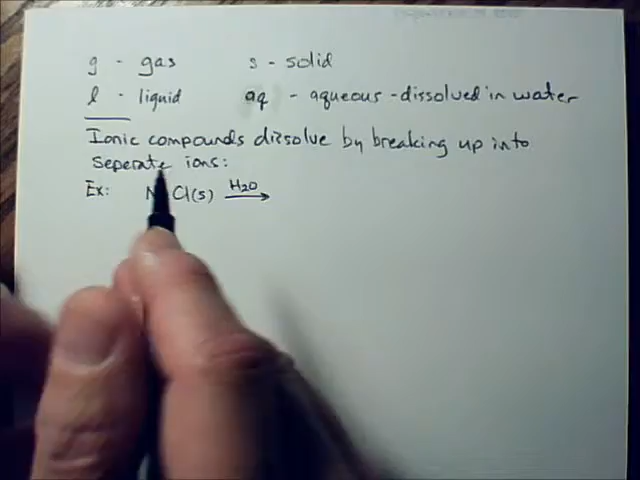 g - gas s - solid
l - liquid aq - aqueous - dissolved in water
Ionic compounds dissolve by breaking up into
seperate ions:
Ex: Cl(s) H₂O →